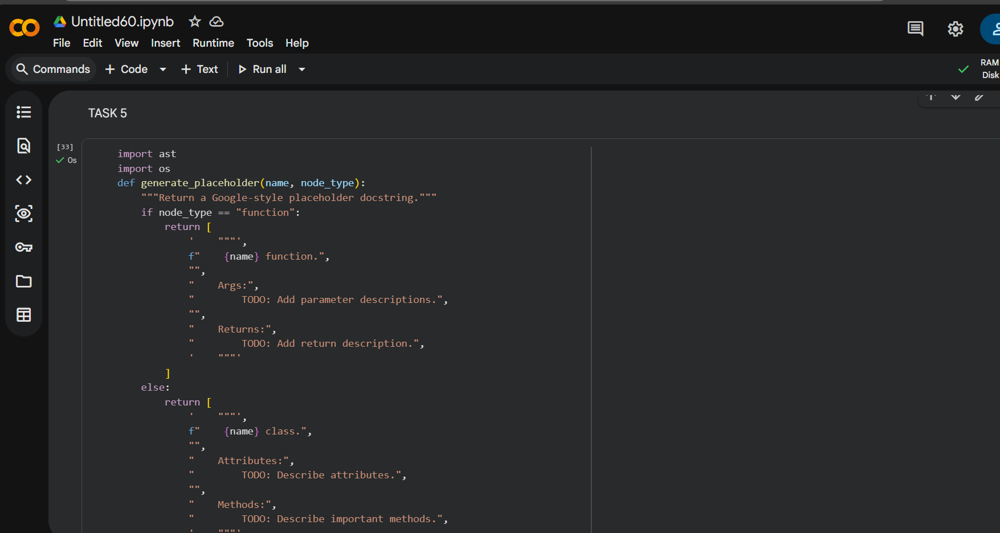 Untitled60.ipynb
File Edit View Insert Runtime Tools Help
Commands + Code + Text Run all
RAM
Disk
TASK 5
[33]
0s
import ast
import os
def generate_placeholder(name, node_type):
    """Return a Google-style placeholder docstring."""
    if node_type == "function":
        return [
            '    """',
            f"    {name} function.",
            "",
            "    Args:",
            "        TODO: Add parameter descriptions.",
            "",
            "    Returns:",
            "        TODO: Add return description.",
            '    """'
        ]
    else:
        return [
            '    """',
            f"    {name} class.",
            "",
            "    Attributes:",
            "        TODO: Describe attributes.",
            "",
            "    Methods:",
            "        TODO: Describe important methods.",
            '    """'